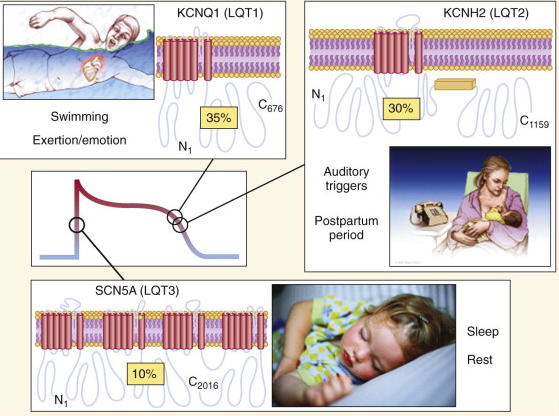 KCNQ1 (LQT1)
Swimming
Exertion/emotion
35%
C676
N1
KCNH2 (LQT2)
N1
30%
C1159
Auditory
triggers
Postpartum
period
SCN5A (LQT3)
10%
C2016
N1
Sleep
Rest